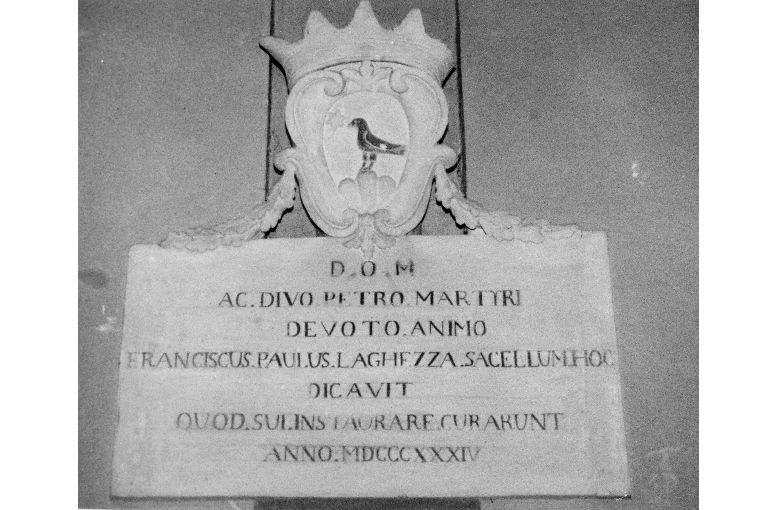 D.O.M
AC.DIVO PETRO MARTYRI
DEVOTO.ANIMO
FRANCISCUS.PAULUS.LAGHEZZA.SACELLUM.HOC
DICAVIT
QUOD.SUI.INSTAURARE.CURARUNT
ANNO.MDCCCXXXIV